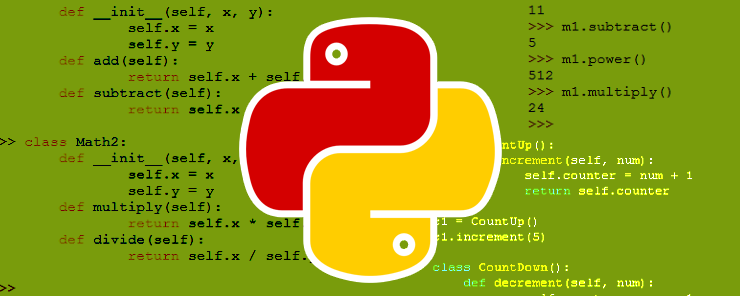 def __init__(self, x, y):
self.x = x
self.y = y
def add(self):
return self.x + self.
def subtract(self):
return self.x
>> class Math2:
def __init__(self, x,
self.x = x
self.y = y
def multiply(self):
return self.x * self.
def divide(self):
return self.x / self.
>>
11
>>> m1.subtract()
5
>>> m1.power()
512
>>> m1.multiply()
24
>>>
ntUp():
ncrement(self, num):
self.counter = num + 1
return self.counter
1 = CountUp()
1.increment(5)
class CountDown():
def decrement(self, num):